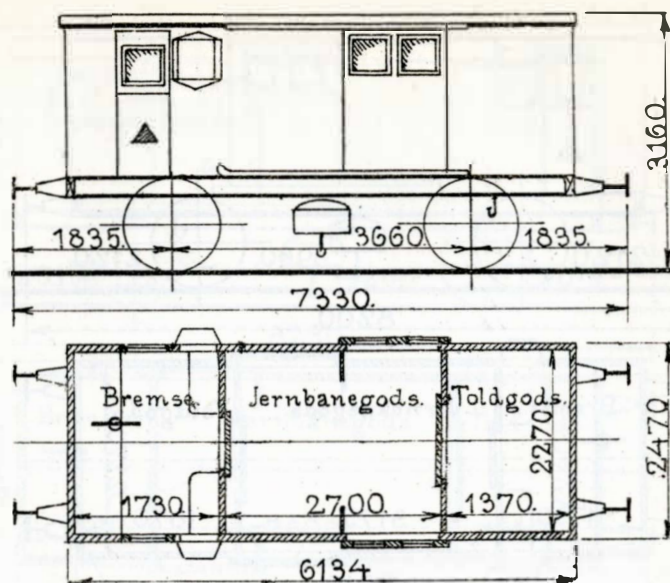 3160.
1835. 3660. 1835.
7330.
Bremse. Jernbanegods. Toldgods.
2270.
2470
1730. 2700. 1370.
6134